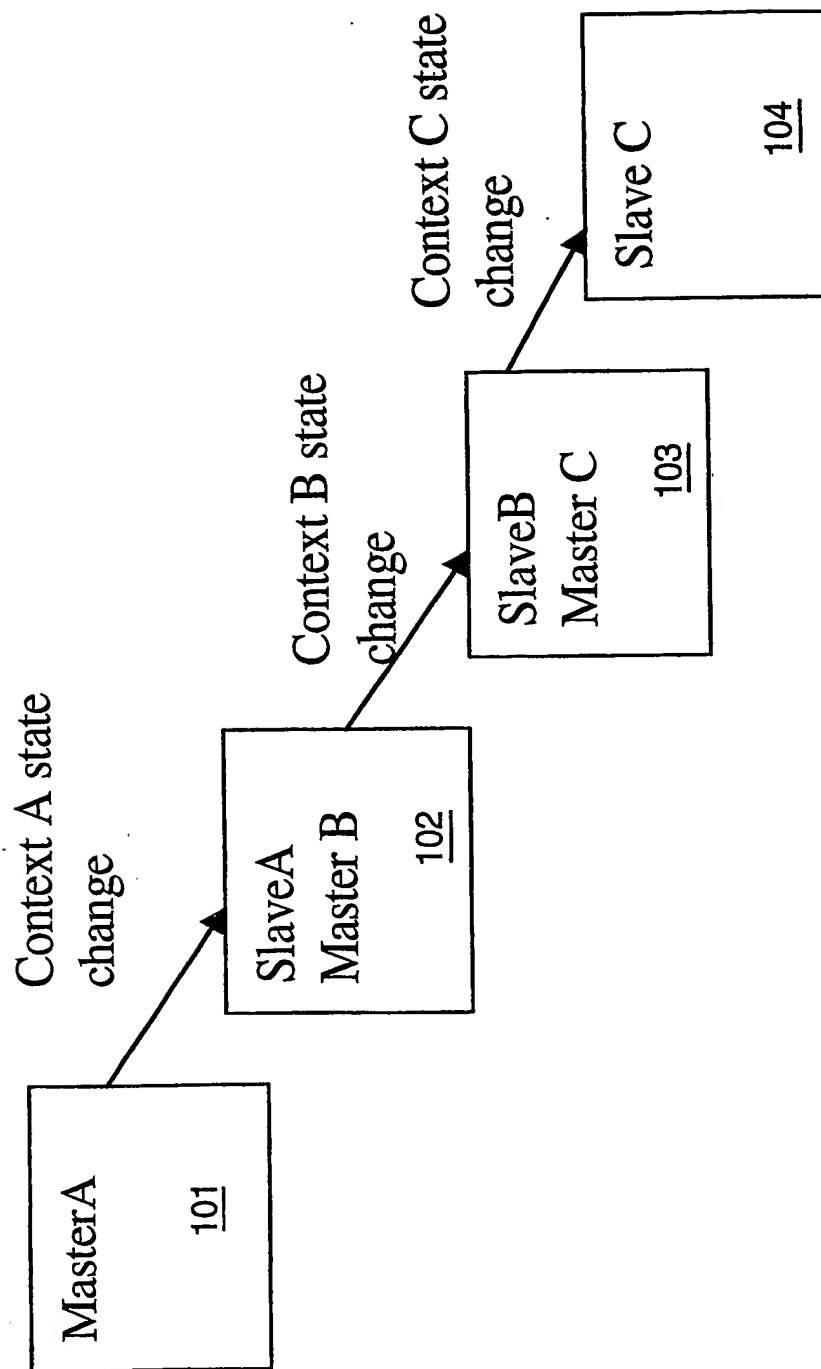 MasterA
101
Context A state
change
SlaveA
Master B
102
Context B state
change
SlaveB
Master C
103
Context C state
change
Slave C
104